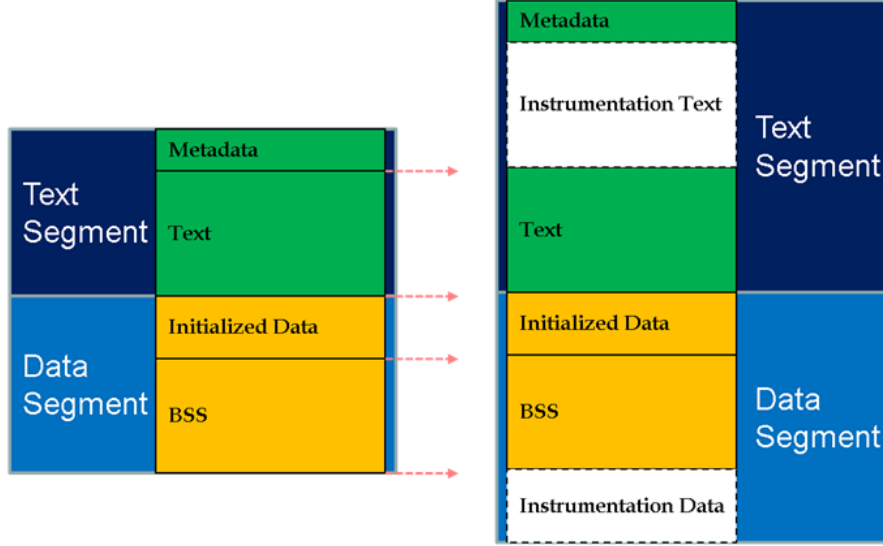 Metadata
Text
Segment
Text
Initialized Data
Data
Segment
BSS
Metadata
Instrumentation Text
Text
Segment
Text
Initialized Data
BSS
Data
Segment
Instrumentation Data